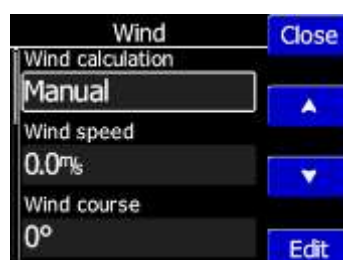 Wind
Close
Wind calculation
Manual
Wind speed
0.0m/s
Wind course
0°
Edit